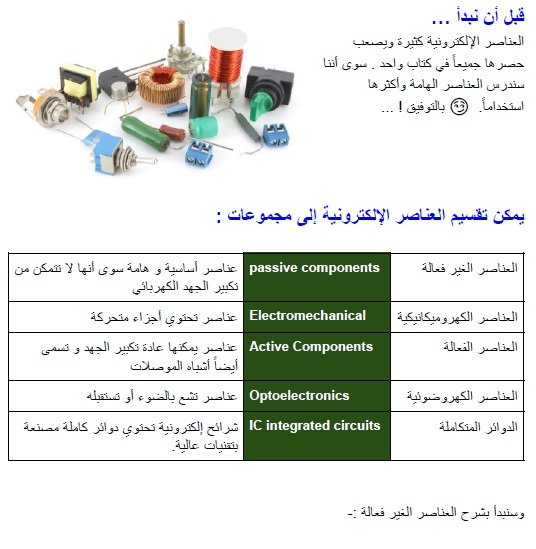 قبل أن نبدأ ...
العناصر الإلكترونية كثيرة ويصعب
حصرها جميعاً في كتاب واحد . سوى أننا
سندرس العناصر الهامة وأكثرها
استخداماً. 😉 بالتوفيق ! ...
يمكن تقسيم العناصر الإلكترونية إلى مجموعات :
العناصر الغير فعالة passive components عناصر أساسية و هامة سوى أنها لا تتمكن من
تكبير الجهد الكهربائي
العناصر الكهروميكانيكية Electromechanical عناصر تحتوي أجزاء متحركة
العناصر الفعالة Active Components عناصر يمكنها عادة تكبير الجهد و تسمى
أيضاً أشباه الموصلات
العناصر الكهروضوئية Optoelectronics عناصر تشع بالضوء أو تستقبله
الدوائر المتكاملة IC integrated circuits شرائح إلكترونية تحتوي دوائر كاملة مصنعة
بتقنيات عالية.
وسنبدأ بشرح العناصر الغير فعالة :-